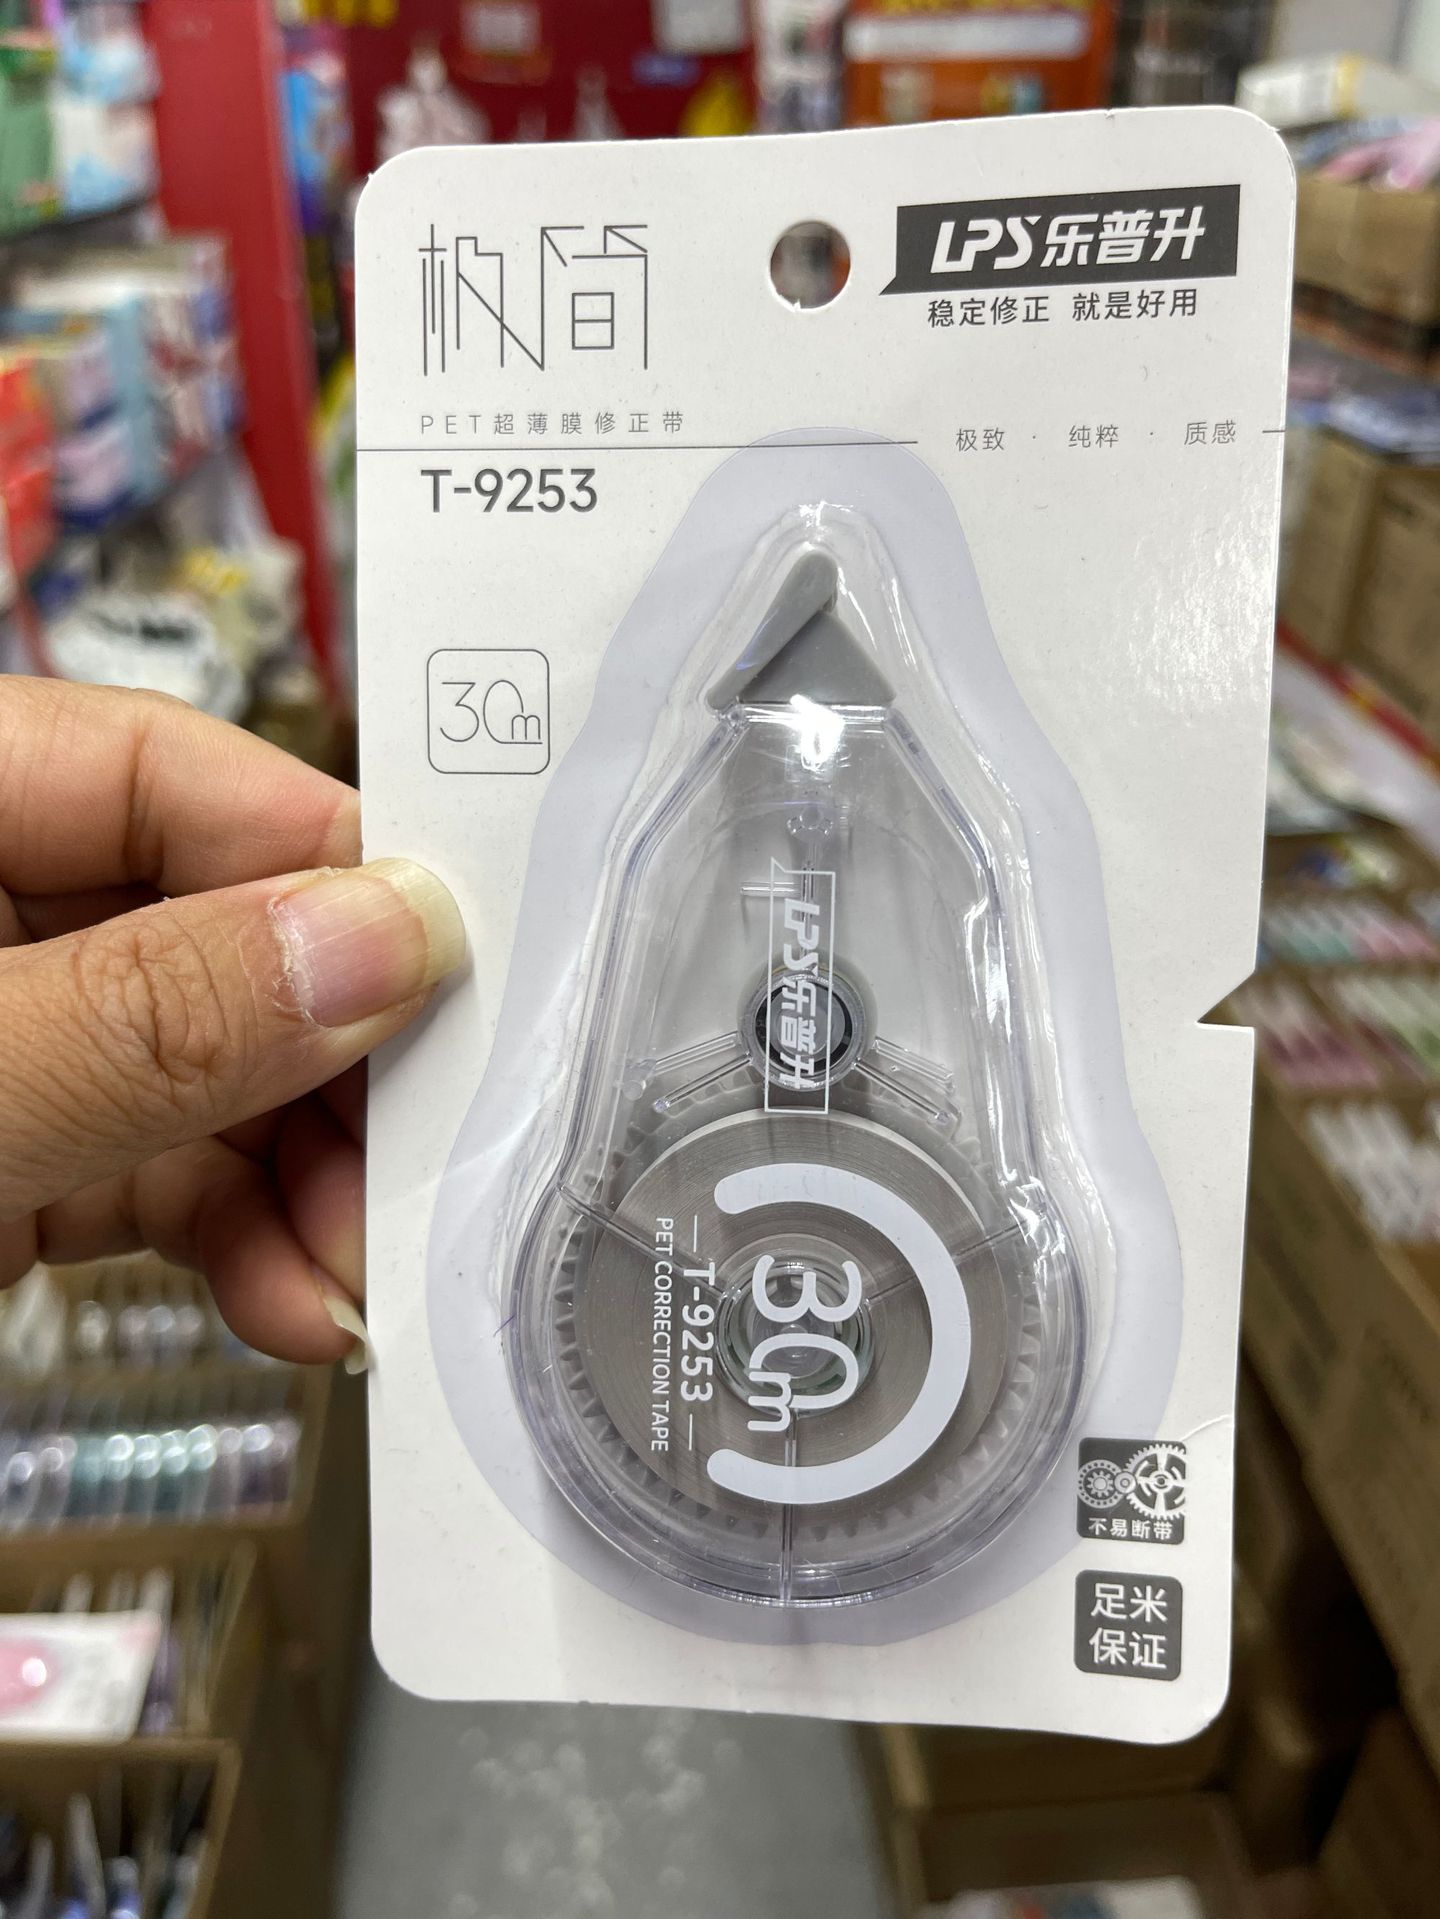 极简
LPS乐普升
稳定修正 就是好用
PET超薄膜修正带
极致 · 纯粹 · 质感
T-9253
30m
LPS乐普升
30m
T-9253
PET CORRECTION TAPE
不易断带
足米
保证